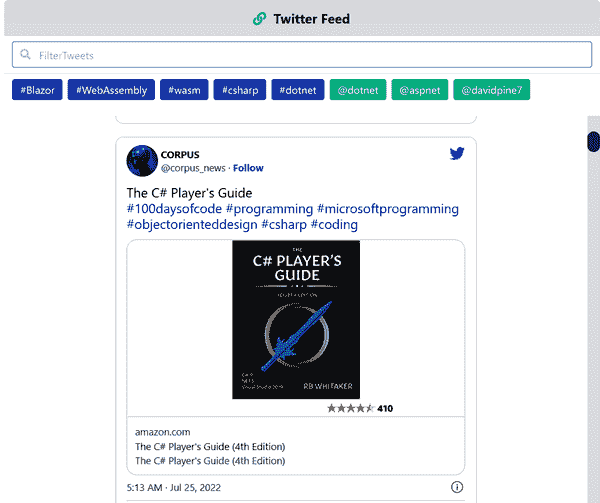 Twitter Feed
FilterTweets
#Blazor #WebAssembly #wasm #csharp #dotnet @dotnet @aspnet @davidpine7
CORPUS
@corpus_news · Follow
The C# Player's Guide
#100daysofcode #programming #microsoftprogramming
#objectorienteddesign #csharp #coding
THE
C# PLAYER'S
GUIDE
FOURTH EDITION
RB WHITAKER
410
amazon.com
The C# Player's Guide (4th Edition)
The C# Player's Guide (4th Edition)
5:13 AM · Jul 25, 2022